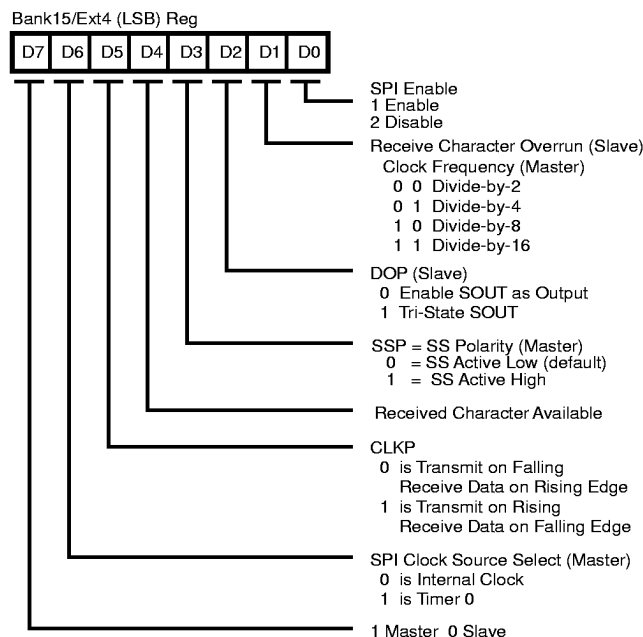 Bank15/Ext4 (LSB) Reg
D7 D6 D5 D4 D3 D2 D1 D0
SPI Enable
1 Enable
2 Disable
Receive Character Overrun (Slave)
Clock Frequency (Master)
0 0 Divide-by-2
0 1 Divide-by-4
1 0 Divide-by-8
1 1 Divide-by-16
DOP (Slave)
0 Enable SOUT as Output
1 Tri-State SOUT
SSP = SS Polarity (Master)
0 = SS Active Low (default)
1 = SS Active High
Received Character Available
CLKP
0 is Transmit on Falling
Receive Data on Rising Edge
1 is Transmit on Rising
Receive Data on Falling Edge
SPI Clock Source Select (Master)
0 is Internal Clock
1 is Timer 0
1 Master 0 Slave